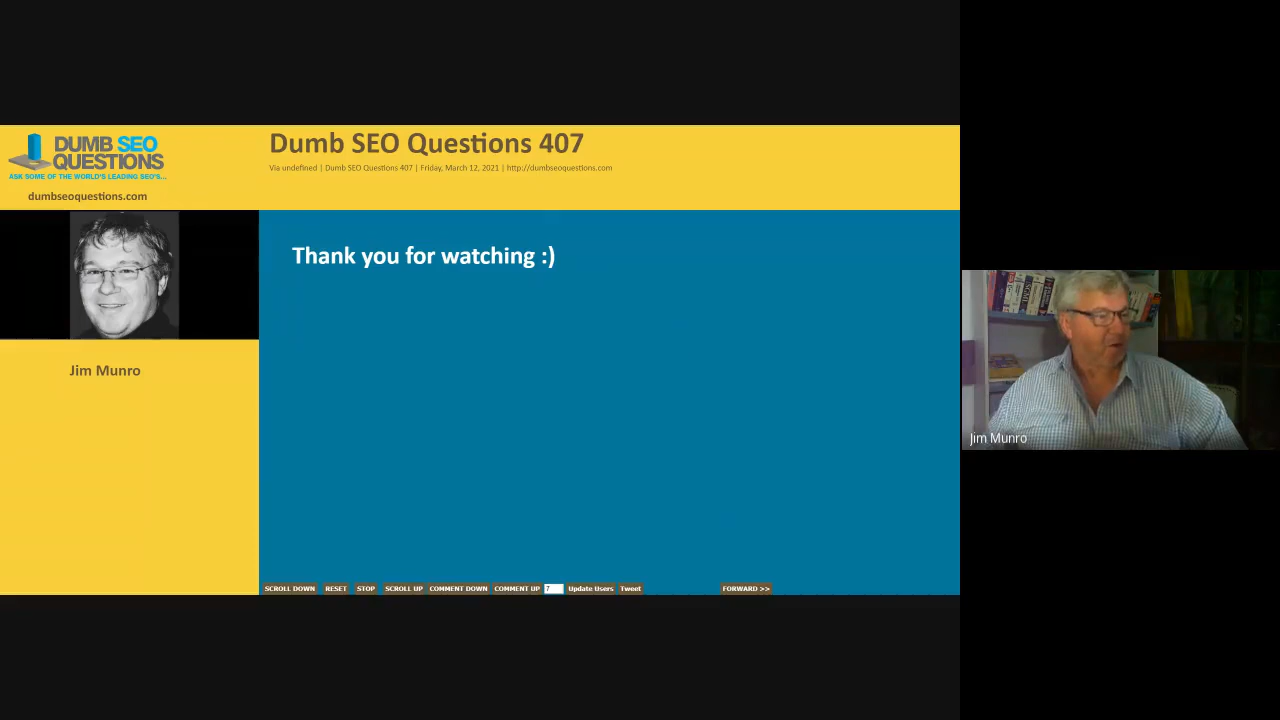 DUMB SEO
QUESTIONS
ASK SOME OF THE WORLD'S LEADING SEO'S...
dumbseoquestions.com
Dumb SEO Questions 407
Via undefined | Dumb SEO Questions 407 | Friday, March 12, 2021 | http://dumbseoquestions.com
Thank you for watching :)
Jim Munro
Jim Munro
SCROLL DOWN RESET STOP SCROLL UP COMMENT DOWN COMMENT UP 7 Update Users Tweet FORWARD >>